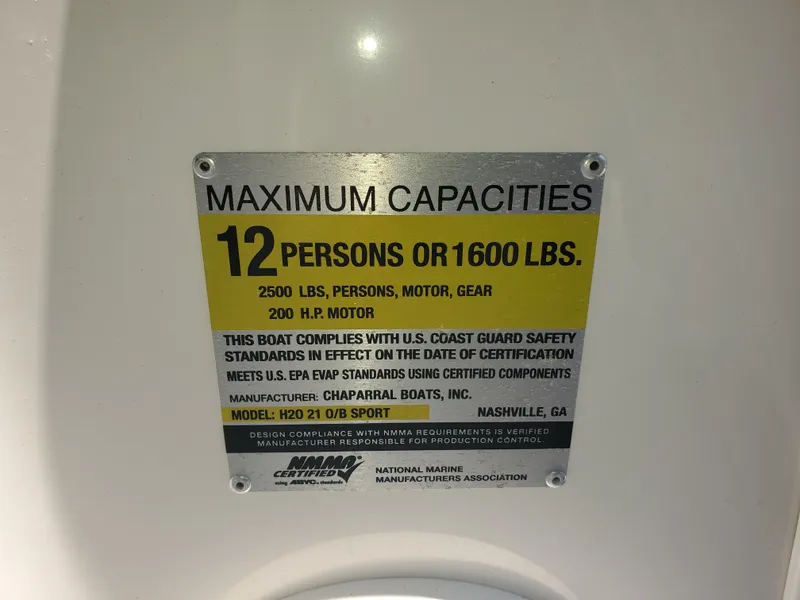 MAXIMUM CAPACITIES
12 PERSONS OR 1600 LBS.
2500 LBS, PERSONS, MOTOR, GEAR
200 H.P. MOTOR
THIS BOAT COMPLIES WITH U.S. COAST GUARD SAFETY
STANDARDS IN EFFECT ON THE DATE OF CERTIFICATION
MEETS U.S. EPA EVAP STANDARDS USING CERTIFIED COMPONENTS
MANUFACTURER: CHAPARRAL BOATS, INC.
MODEL: H2O 21 O/B SPORT NASHVILLE, GA
DESIGN COMPLIANCE WITH NMMA REQUIREMENTS IS VERIFIED.
MANUFACTURER RESPONSIBLE FOR PRODUCTION CONTROL.
NMMA®
CERTIFIED
using ABYC standards
NATIONAL MARINE
MANUFACTURERS ASSOCIATION